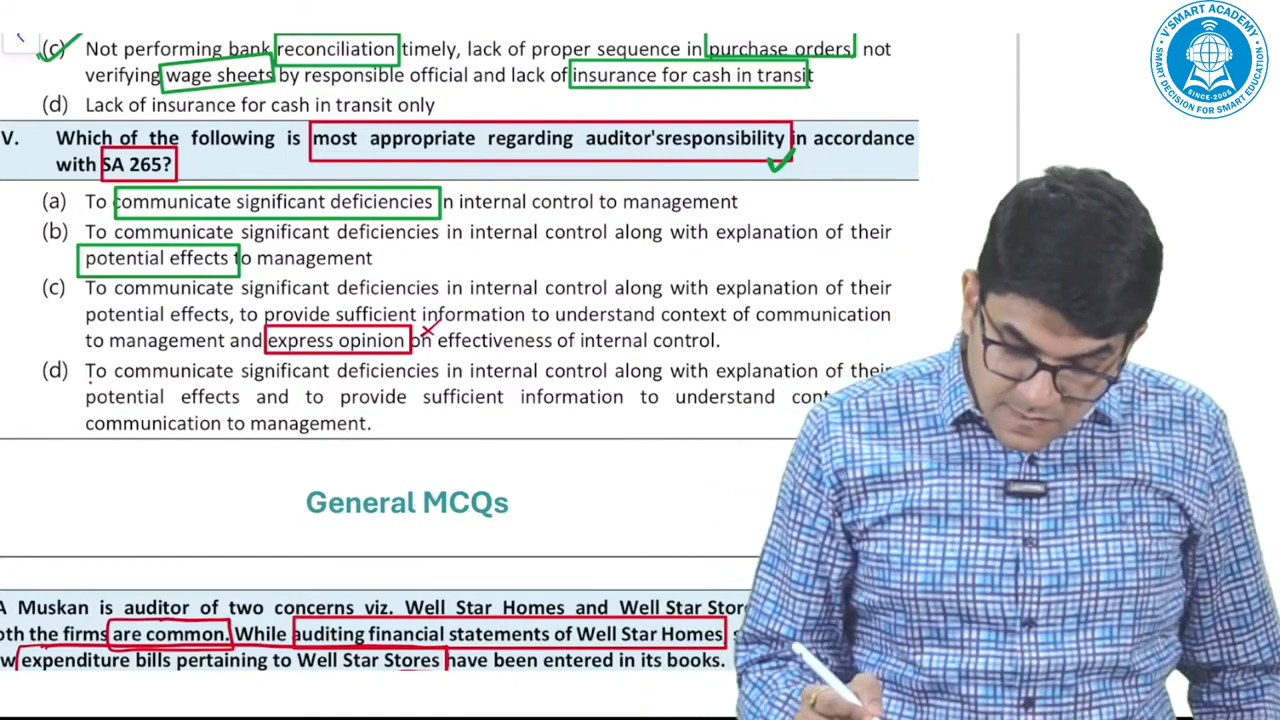 (c) Not performing bank reconciliation timely, lack of proper sequence in purchase orders, not
verifying wage sheets by responsible official and lack of insurance for cash in transit
(d) Lack of insurance for cash in transit only
V. Which of the following is most appropriate regarding auditor'sresponsibility in accordance
with SA 265?
(a) To communicate significant deficiencies in internal control to management
(b) To communicate significant deficiencies in internal control along with explanation of their
potential effects to management
(c) To communicate significant deficiencies in internal control along with explanation of their
potential effects, to provide sufficient information to understand context of communication
to management and express opinion on effectiveness of internal control.
(d) To communicate significant deficiencies in internal control along with explanation of their
potential effects and to provide sufficient information to understand
communication to management.
General MCQs
A Muskan is auditor of two concerns viz. Well Star Homes and Well Star
the firms are common. While auditing financial statements of Well Star Homes
expenditure bills pertaining to Well Star Stores have been entered in its books.
V'SMART ACADEMY
SMART DECISION FOR SMART EDUCATION
SINCE-2005